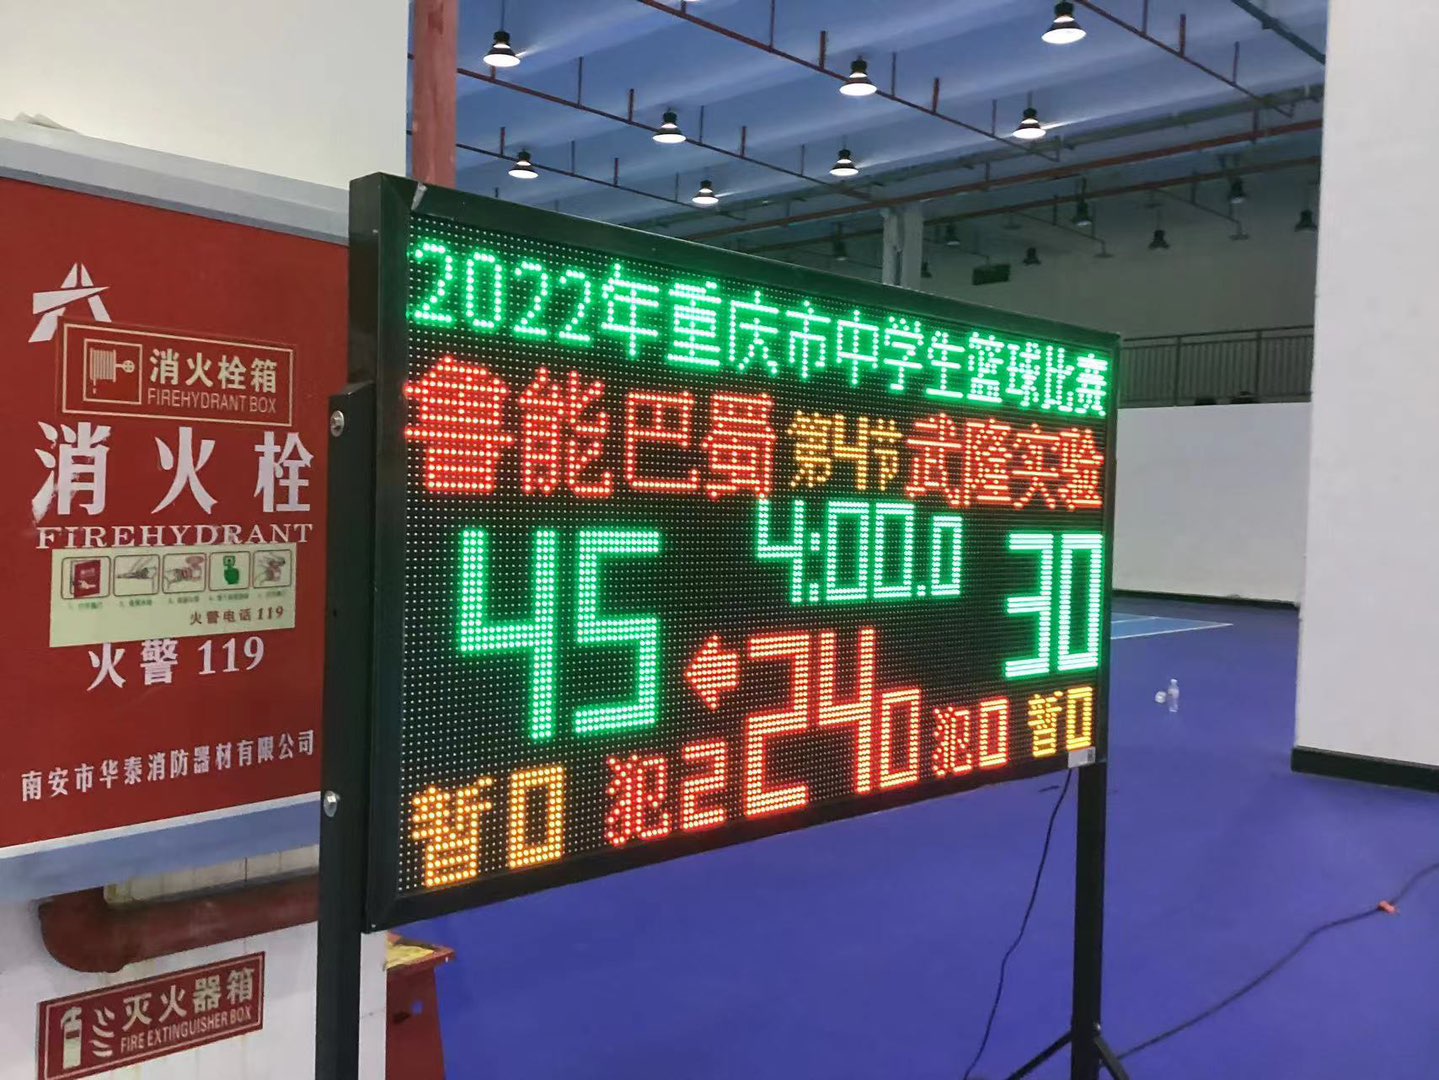 消火栓箱
FIREHYDRANT BOX
消火栓
FIREHYDRANT
火警电话 119
火警 119
南安市华泰消防器材有限公司
灭火器箱
FIRE EXTINGUISHER BOX
2022年重庆市中学生篮球比赛
鲁能巴蜀 第4节 武隆实验
45 4:00.0 30
24
暂0 犯2 0 犯0 暂0